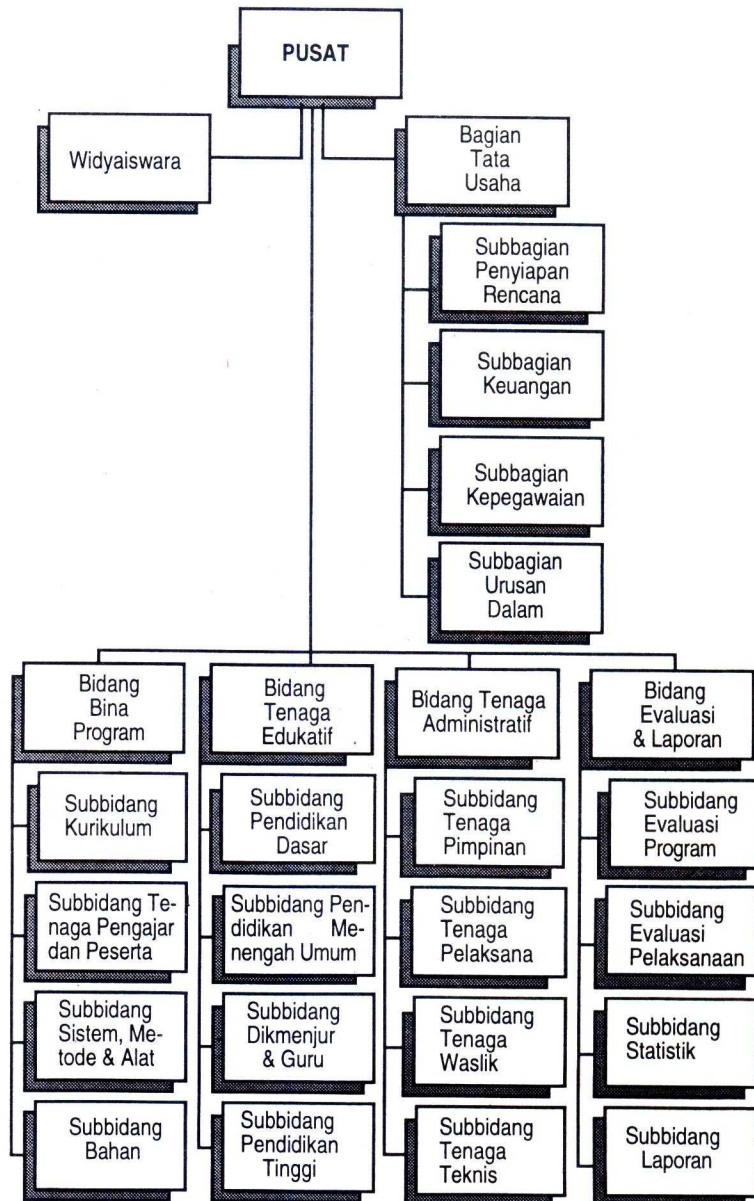 PUSAT
Widyaiswara
Bagian
Tata
Usaha
Subbagian
Penyiapan
Rencana
Subbagian
Keuangan
Subbagian
Kepegawaian
Subbagian
Urusan
Dalam
Bidang
Bina
Program
Subbidang
Kurikulum
Subbidang Te-
naga Pengajar
dan Peserta
Subbidang
Sistem, Me-
tode & Alat
Subbidang
Bahan
Bidang
Tenaga
Edukatif
Subbidang
Pendidikan
Dasar
Subbidang Pen-
didikan Me-
nengah Umum
Subbidang
Dikmenjur
& Guru
Subbidang
Pendidikan
Tinggi
Bidang Tenaga
Administratif
Subbidang
Tenaga
Pimpinan
Subbidang
Tenaga
Pelaksana
Subbidang
Tenaga
Waslik
Subbidang
Tenaga
Teknis
Bidang
Evaluasi
& Laporan
Subbidang
Evaluasi
Program
Subbidang
Evaluasi
Pelaksanaan
Subbidang
Statistik
Subbidang
Laporan